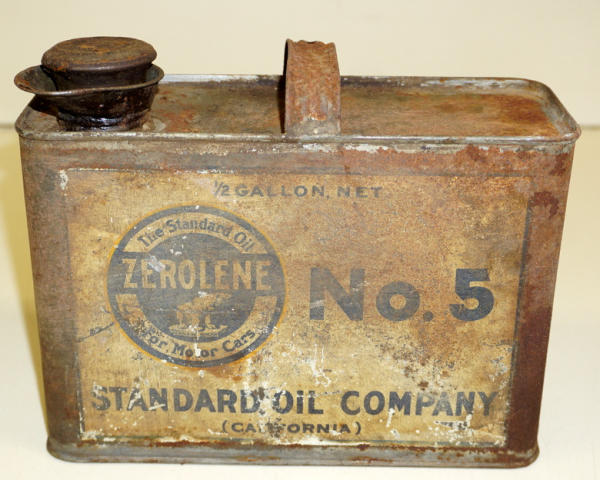 ½ GALLON, NET
The Standard Oil
ZEROLENE
For Motor Cars
No. 5
STANDARD OIL COMPANY
(CALIFORNIA)